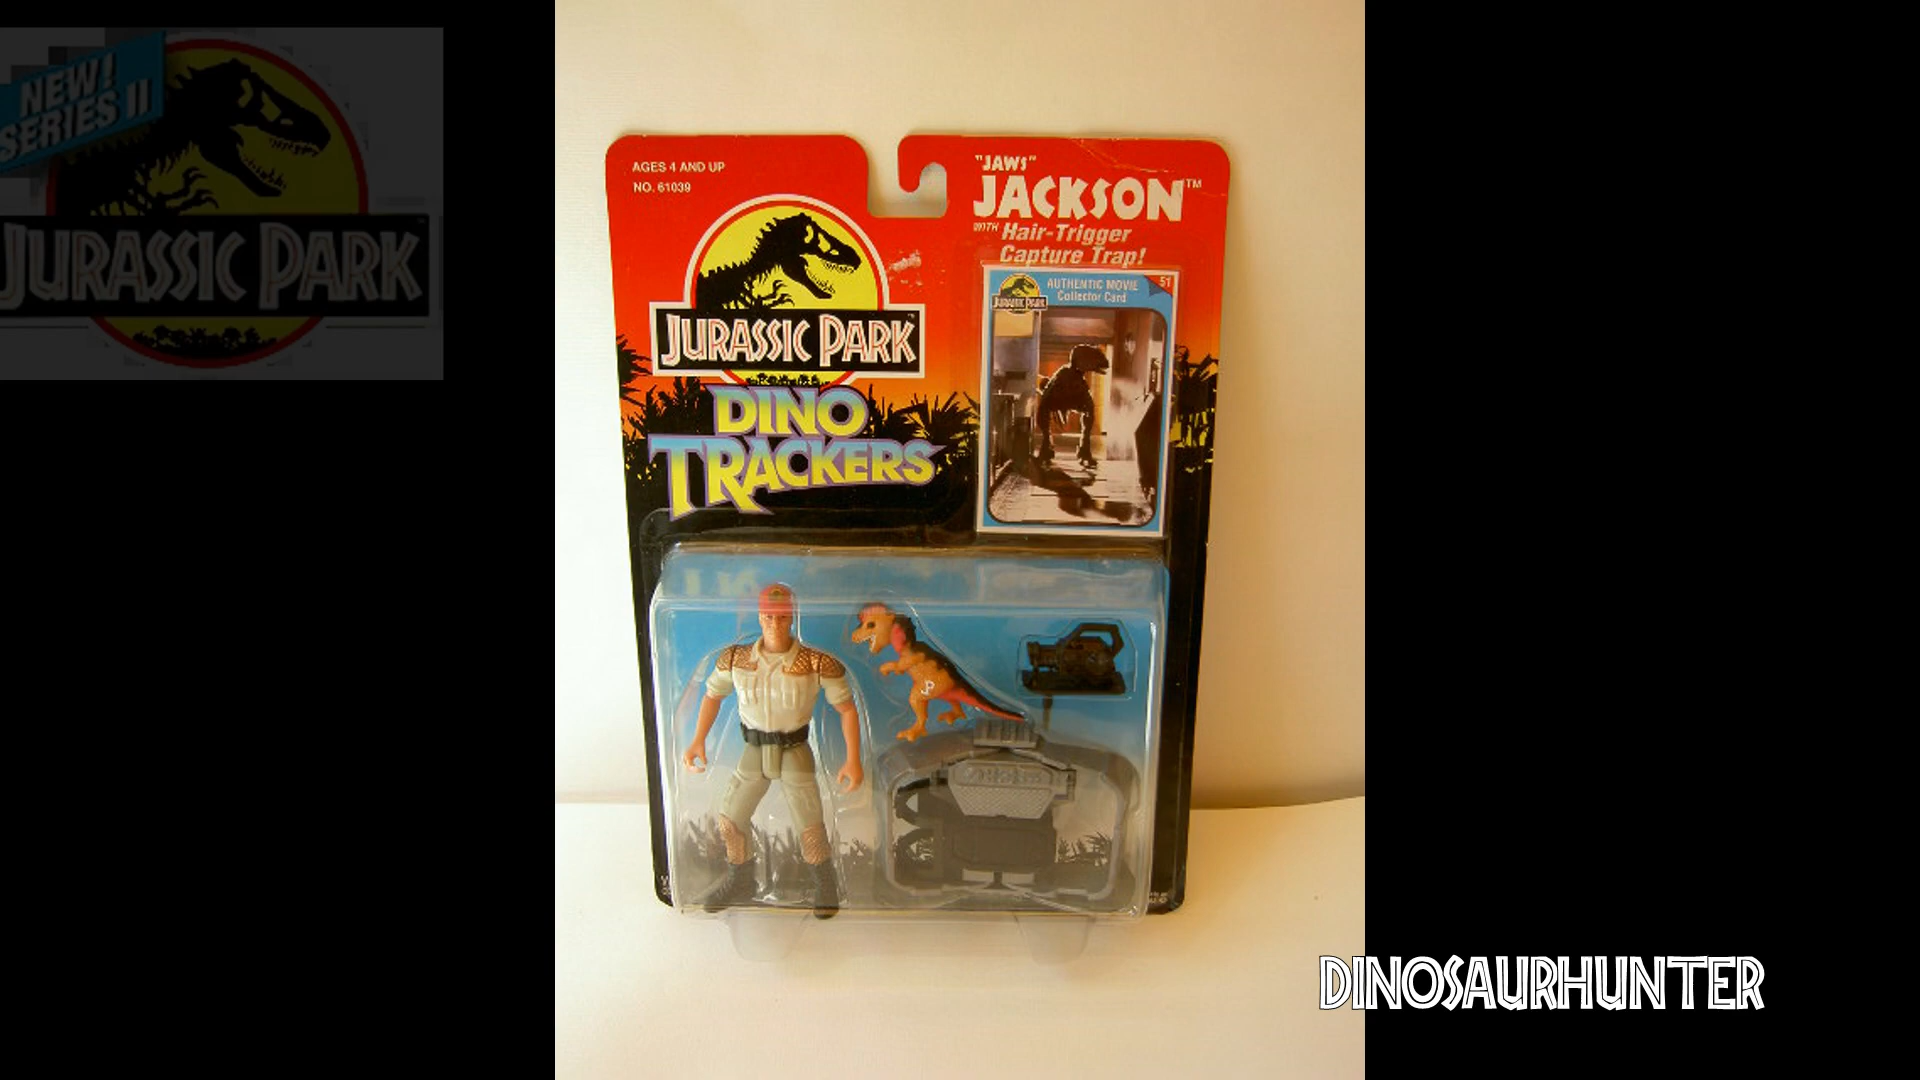 NEW!
SERIES II
JURASSIC PARK
AGES 4 AND UP
NO. 61039
"JAWS"
JACKSON™
WITH Hair-Trigger
Capture Trap!
AUTHENTIC MOVIE
Collector Card
51
JURASSIC PARK
JURASSIC PARK
DINO
TRACKERS
DINOSAURHUNTER